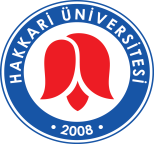 HAKKARİ ÜNİVERSİTESİ
• 2008 •